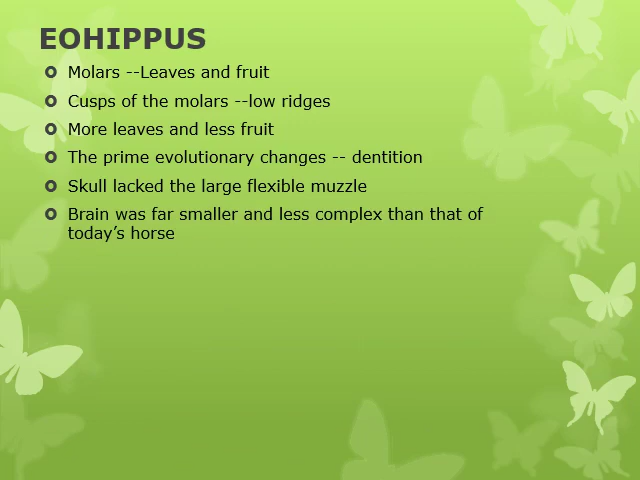 EOHIPPUS
Molars --Leaves and fruit
Cusps of the molars --low ridges
More leaves and less fruit
The prime evolutionary changes -- dentition
Skull lacked the large flexible muzzle
Brain was far smaller and less complex than that of
today’s horse